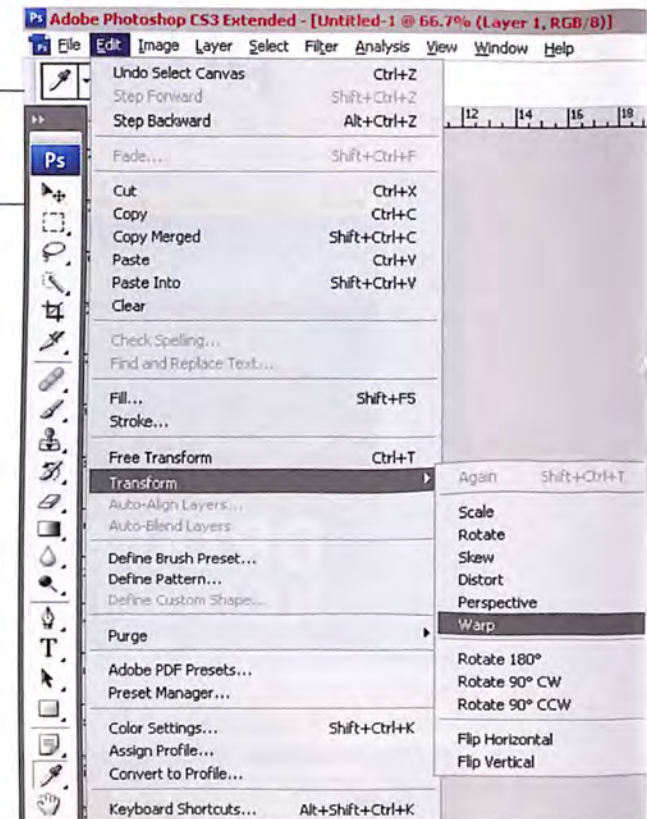 Ps Adobe Photoshop CS3 Extended - [Untitled-1 @ 66.7% (Layer 1, RGB/8)]
File Edit Image Layer Select Filter Analysis View Window Help
12 14 16 18
Ps
Undo Select Canvas Ctrl+Z
Step Forward Shift+Ctrl+Z
Step Backward Alt+Ctrl+Z
Fade... Shift+Ctrl+F
Cut Ctrl+X
Copy Ctrl+C
Copy Merged Shift+Ctrl+C
Paste Ctrl+V
Paste Into Shift+Ctrl+V
Clear
Check Spelling...
Find and Replace Text...
Fill... Shift+F5
Stroke...
Free Transform Ctrl+T
Transform
Auto-Align Layers...
Auto-Blend Layers
Define Brush Preset...
Define Pattern...
Define Custom Shape...
Purge
Adobe PDF Presets...
Preset Manager...
Color Settings... Shift+Ctrl+K
Assign Profile...
Convert to Profile...
Keyboard Shortcuts... Alt+Shift+Ctrl+K
Again Shift+Ctrl+T
Scale
Rotate
Skew
Distort
Perspective
Warp
Rotate 180°
Rotate 90° CW
Rotate 90° CCW
Flip Horizontal
Flip Vertical
T